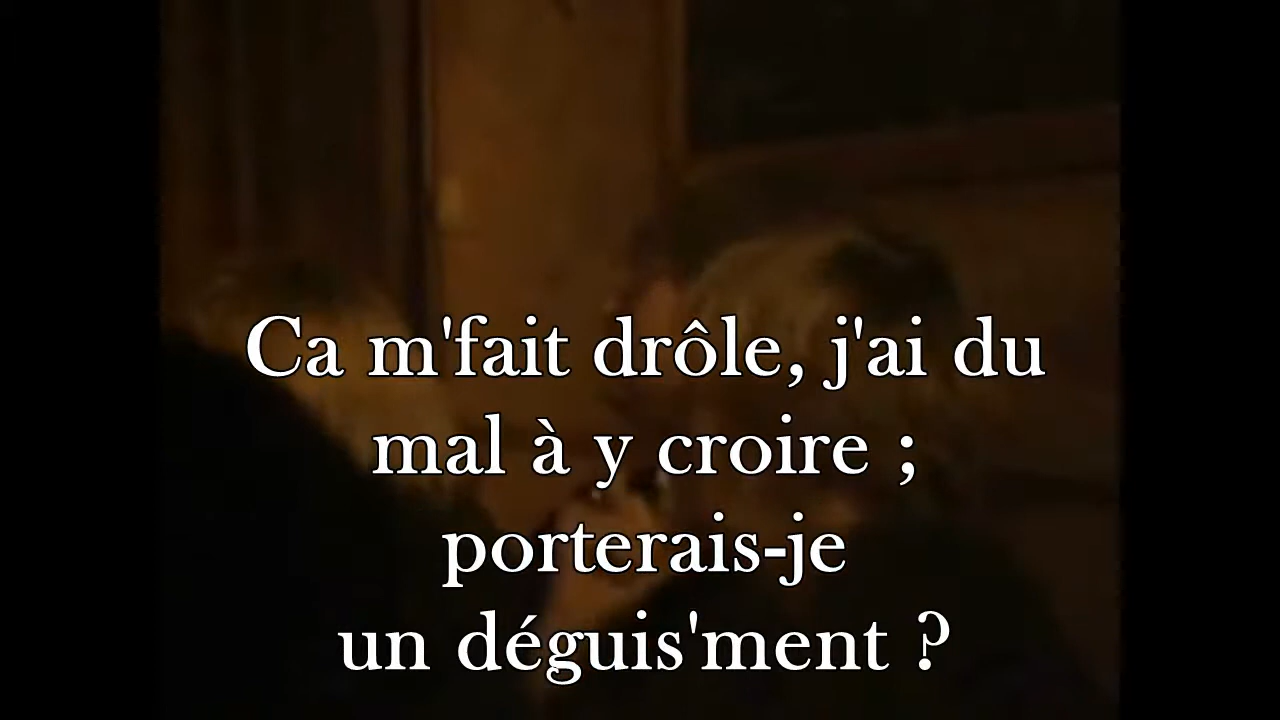 Ca m'fait drôle, j'ai du
mal à y croire ;
porterais-je
un déguis'ment ?